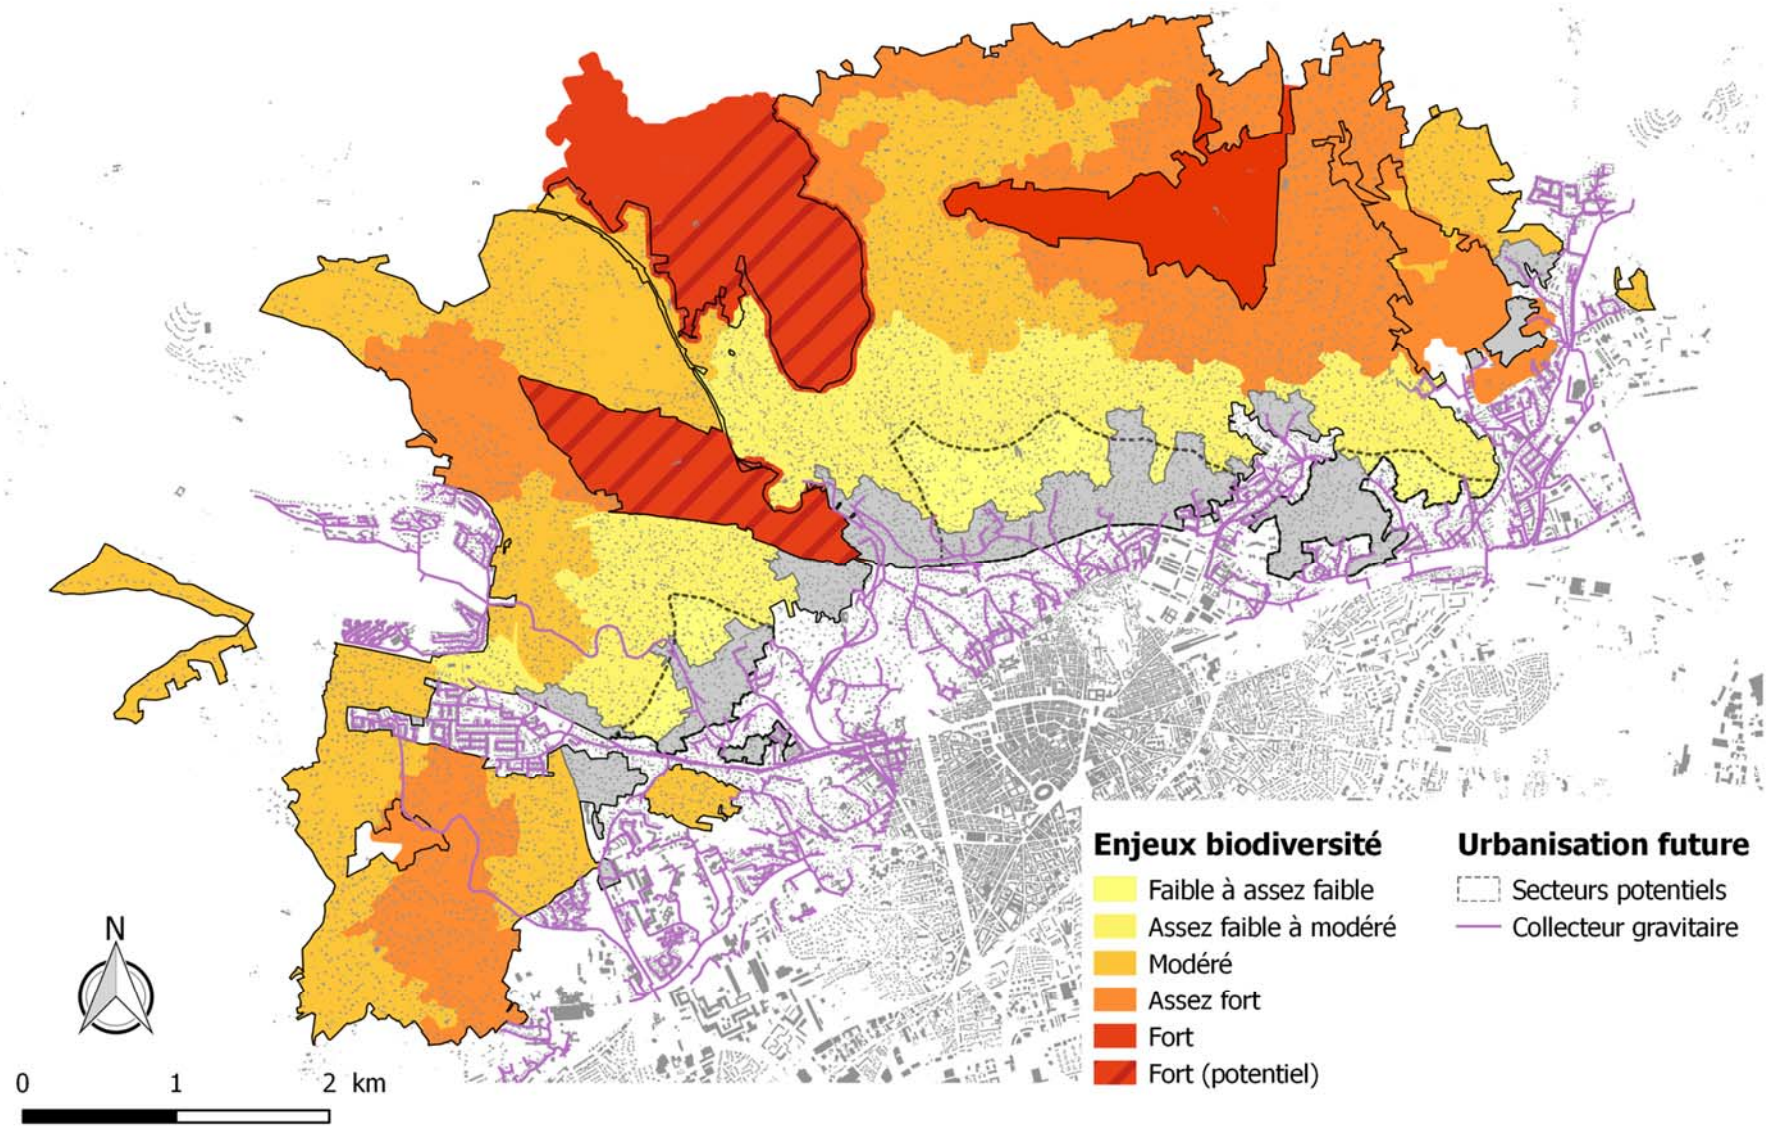 Enjeux biodiversité
Faible à assez faible
Assez faible à modéré
Modéré
Assez fort
Fort
Fort (potentiel)
Urbanisation future
Secteurs potentiels
Collecteur gravitaire
N
0 1 2 km